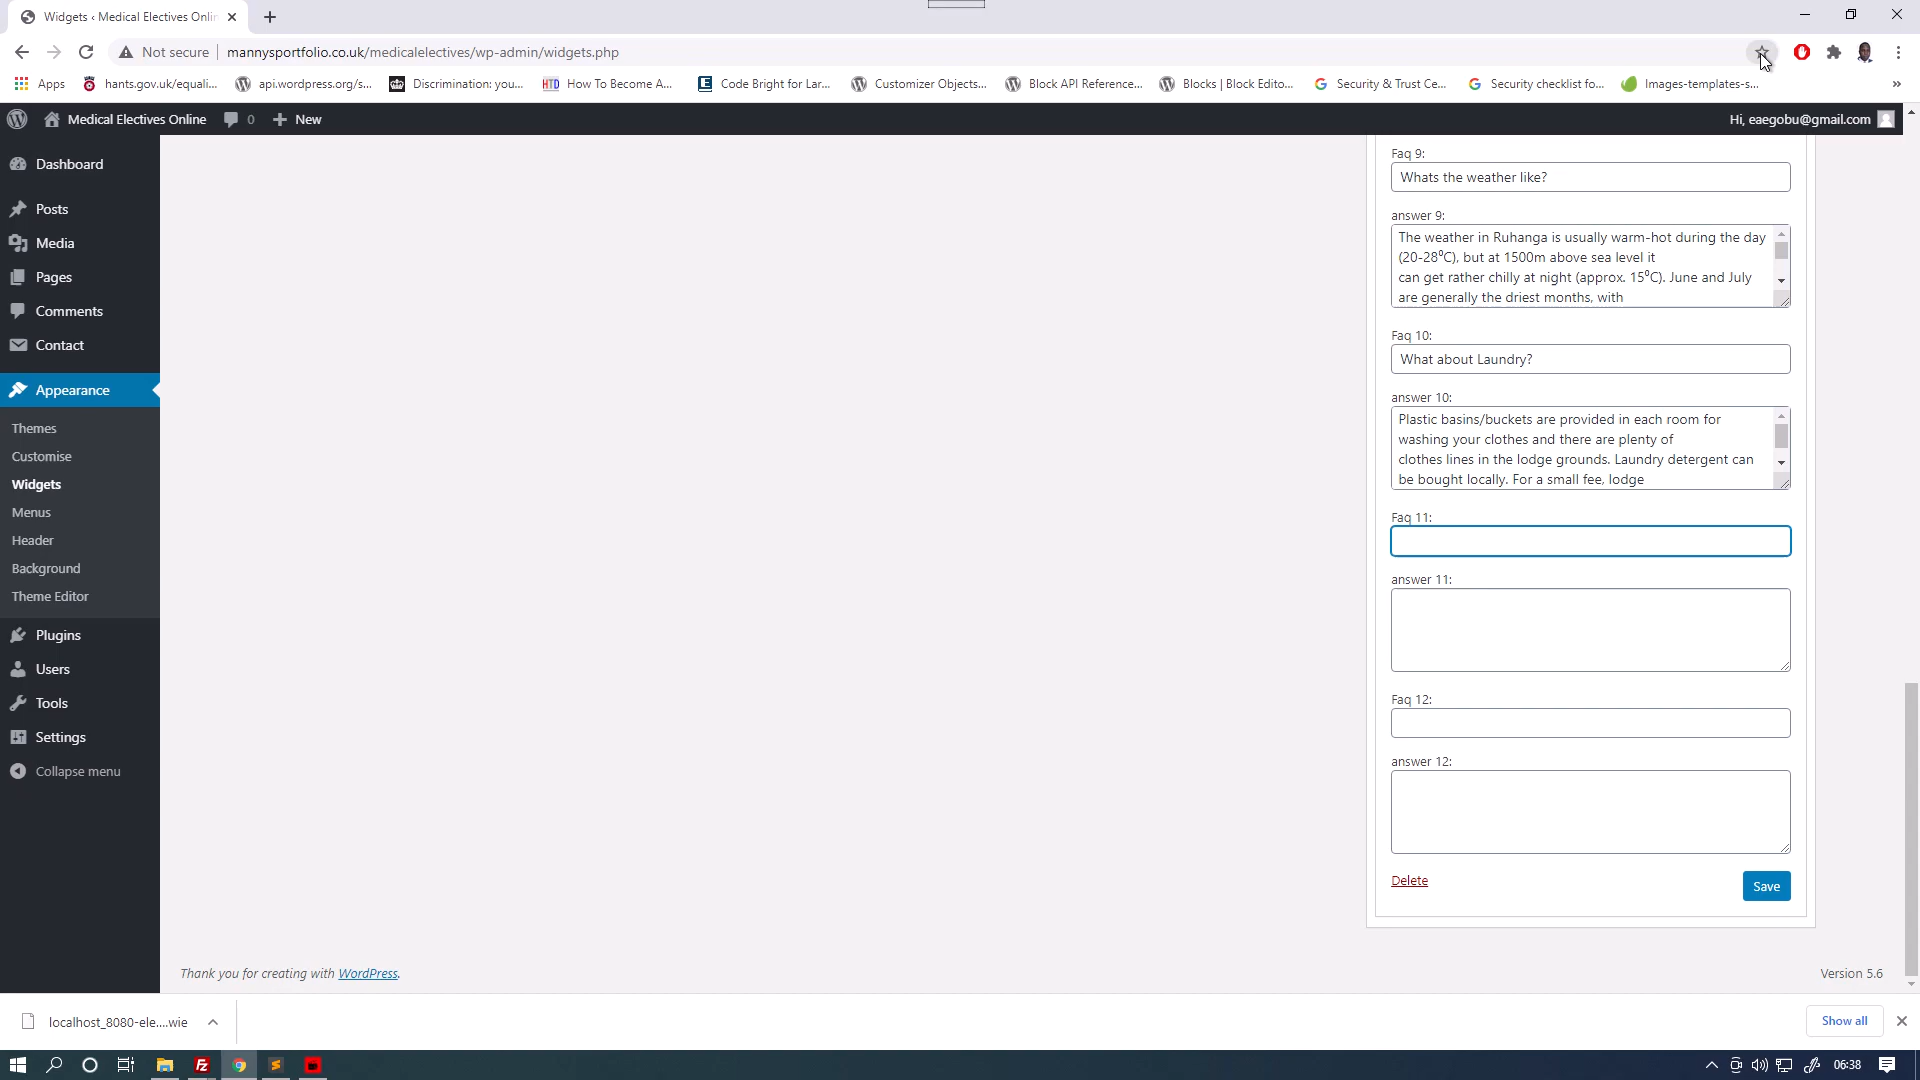 Widgets ‹ Medical Electives Onlin
Not secure
mannysportfolio.co.uk/medicalelectives/wp-admin/widgets.php
Apps
hants.gov.uk/equali...
api.wordpress.org/s...
Discrimination: you...
HTD
How To Become A...
Code Bright for Lar...
Customizer Objects...
Block API Reference...
Blocks | Block Edito...
Security & Trust Ce...
Security checklist fo...
Images-templates-s...
»
Medical Electives Online
0
New
Hi, eaegobu@gmail.com
Dashboard
Posts
Media
Pages
Comments
Contact
Appearance
Themes
Customise
Widgets
Menus
Header
Background
Theme Editor
Plugins
Users
Tools
Settings
Collapse menu
Faq 9:
Whats the weather like?
answer 9:
The weather in Ruhanga is usually warm-hot during the day
(20-28⁰C), but at 1500m above sea level it
can get rather chilly at night (approx. 15⁰C). June and July
are generally the driest months, with
Faq 10:
What about Laundry?
answer 10:
Plastic basins/buckets are provided in each room for
washing your clothes and there are plenty of
clothes lines in the lodge grounds. Laundry detergent can
be bought locally. For a small fee, lodge
Faq 11:
answer 11:
Faq 12:
answer 12:
Delete
Save
Thank you for creating with WordPress.
Version 5.6
localhost_8080-ele....wie
Show all
06:38